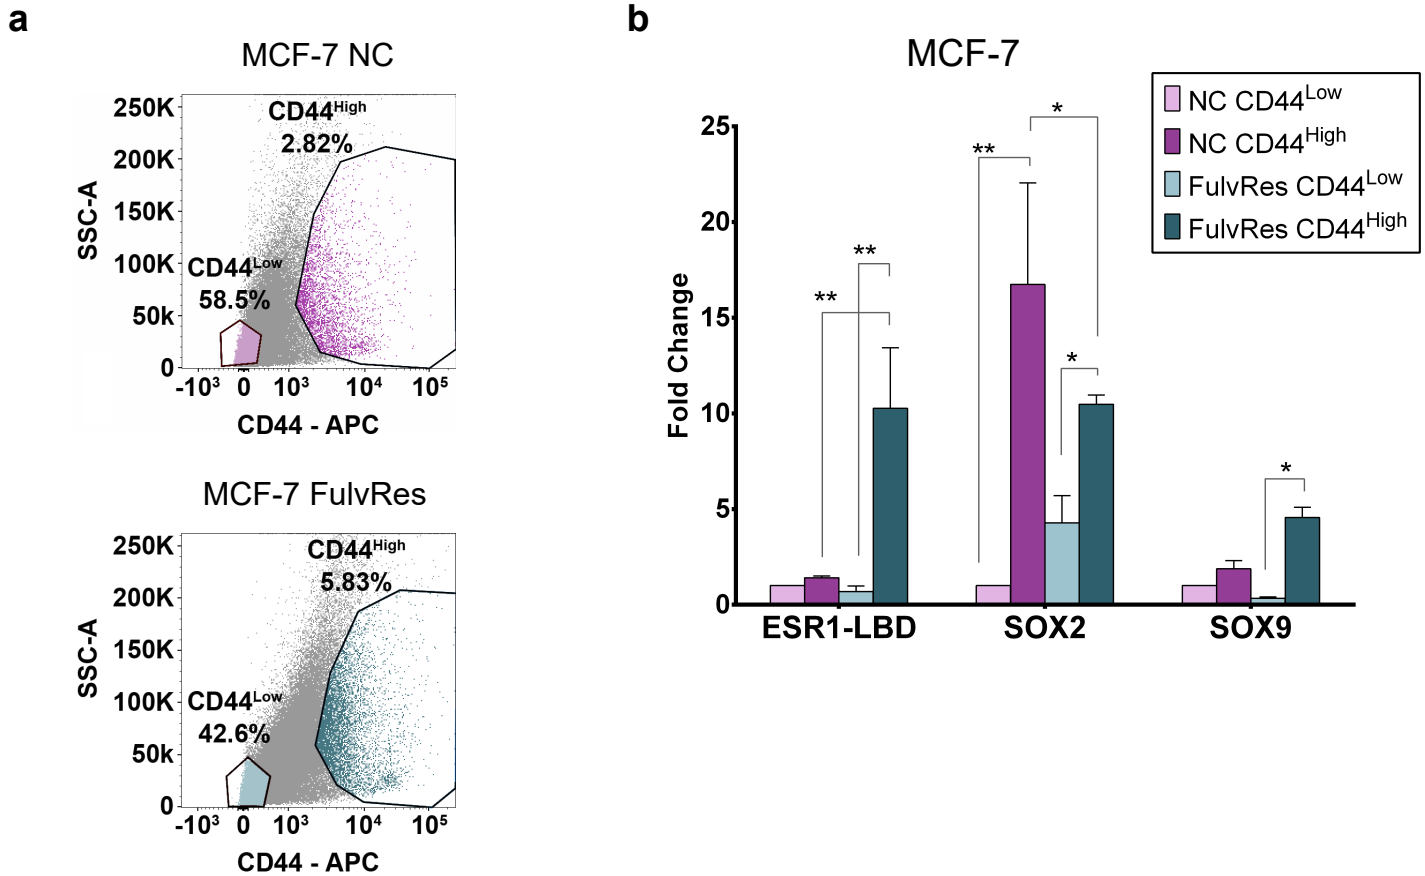 a
MCF-7 NC
CD44High
2.82%
CD44Low
58.5%
250K
200K
150K
100K
50k
0
SSC-A
-10³ 0 10³ 10⁴ 10⁵
CD44 - APC
MCF-7 FulvRes
CD44High
5.83%
CD44Low
42.6%
250K
200K
150K
100K
50k
0
SSC-A
-10³ 0 10³ 10⁴ 10⁵
CD44 - APC
b
MCF-7
NC CD44Low
NC CD44High
FulvRes CD44Low
FulvRes CD44High
25
20
15
10
5
0
Fold Change
**
**
**
*
*
*
ESR1-LBD SOX2 SOX9